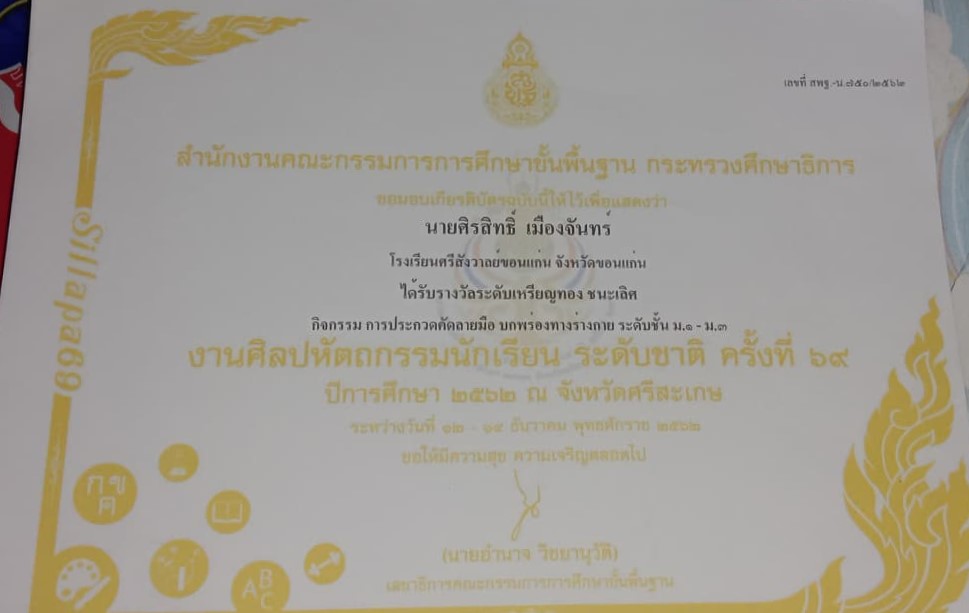 เลขที่ สพฐ.-น.๗๕๐/๒๕๖๒
สำนักงานคณะกรรมการการศึกษาขั้นพื้นฐาน กระทรวงศึกษาธิการ
ขอมอบเกียรติบัตรฉบับนี้ให้ไว้เพื่อแสดงว่า
นายศิรสิทธิ์ เมืองจันทร์
โรงเรียนศรีสังวาลย์ขอนแก่น จังหวัดขอนแก่น
ได้รับรางวัลระดับเหรียญทอง ชนะเลิศ
กิจกรรม การประกวดคัดลายมือ บกพร่องทางร่างกาย ระดับชั้น ม.๑ - ม.๓
งานศิลปหัตถกรรมนักเรียน ระดับชาติ ครั้งที่ ๖๙
ปีการศึกษา ๒๕๖๒ ณ จังหวัดศรีสะเกษ
ระหว่างวันที่ ๑๒ - ๑๔ ธันวาคม พุทธศักราช ๒๕๖๒
ขอให้มีความสุข ความเจริญตลอดไป
(นายอำนาจ วิชยานุวัติ)
เลขาธิการคณะกรรมการการศึกษาขั้นพื้นฐาน
Sillapa69
ก ข
ค
A B
C